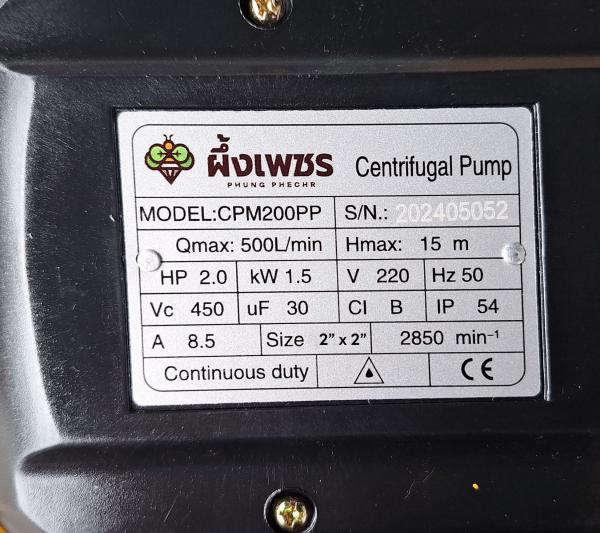 ผึ้งเพชร Centrifugal Pump
PHUNG PHECHR
MODEL:CPM200PP S/N.: 202405052
Qmax: 500L/min Hmax: 15 m
HP 2.0 kW 1.5 V 220 Hz 50
Vc 450 uF 30 CI B IP 54
A 8.5 Size 2” x 2” 2850 min⁻¹
Continuous duty CE